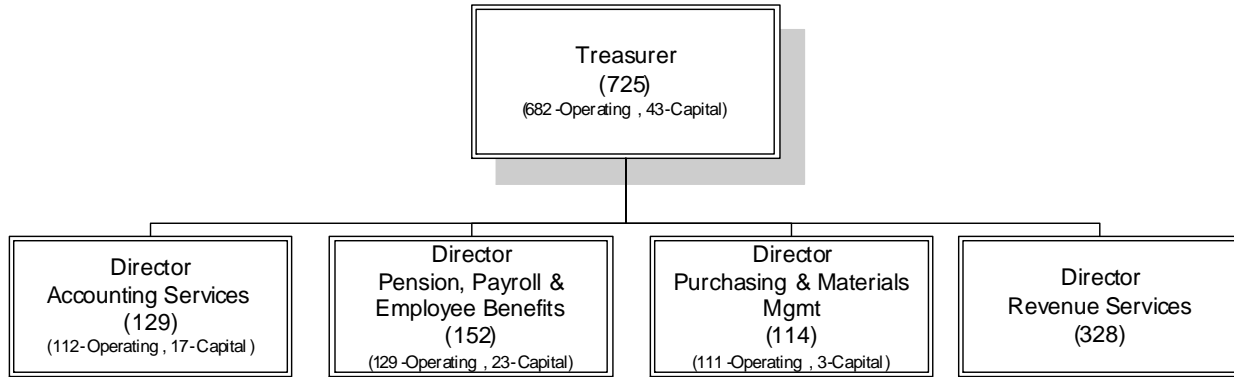 Treasurer
(725)
(682-Operating , 43-Capital)
Director
Accounting Services
(129)
(112-Operating , 17-Capital)
Director
Pension, Payroll &
Employee Benefits
(152)
(129-Operating , 23-Capital)
Director
Purchasing & Materials
Mgmt
(114)
(111-Operating , 3-Capital)
Director
Revenue Services
(328)